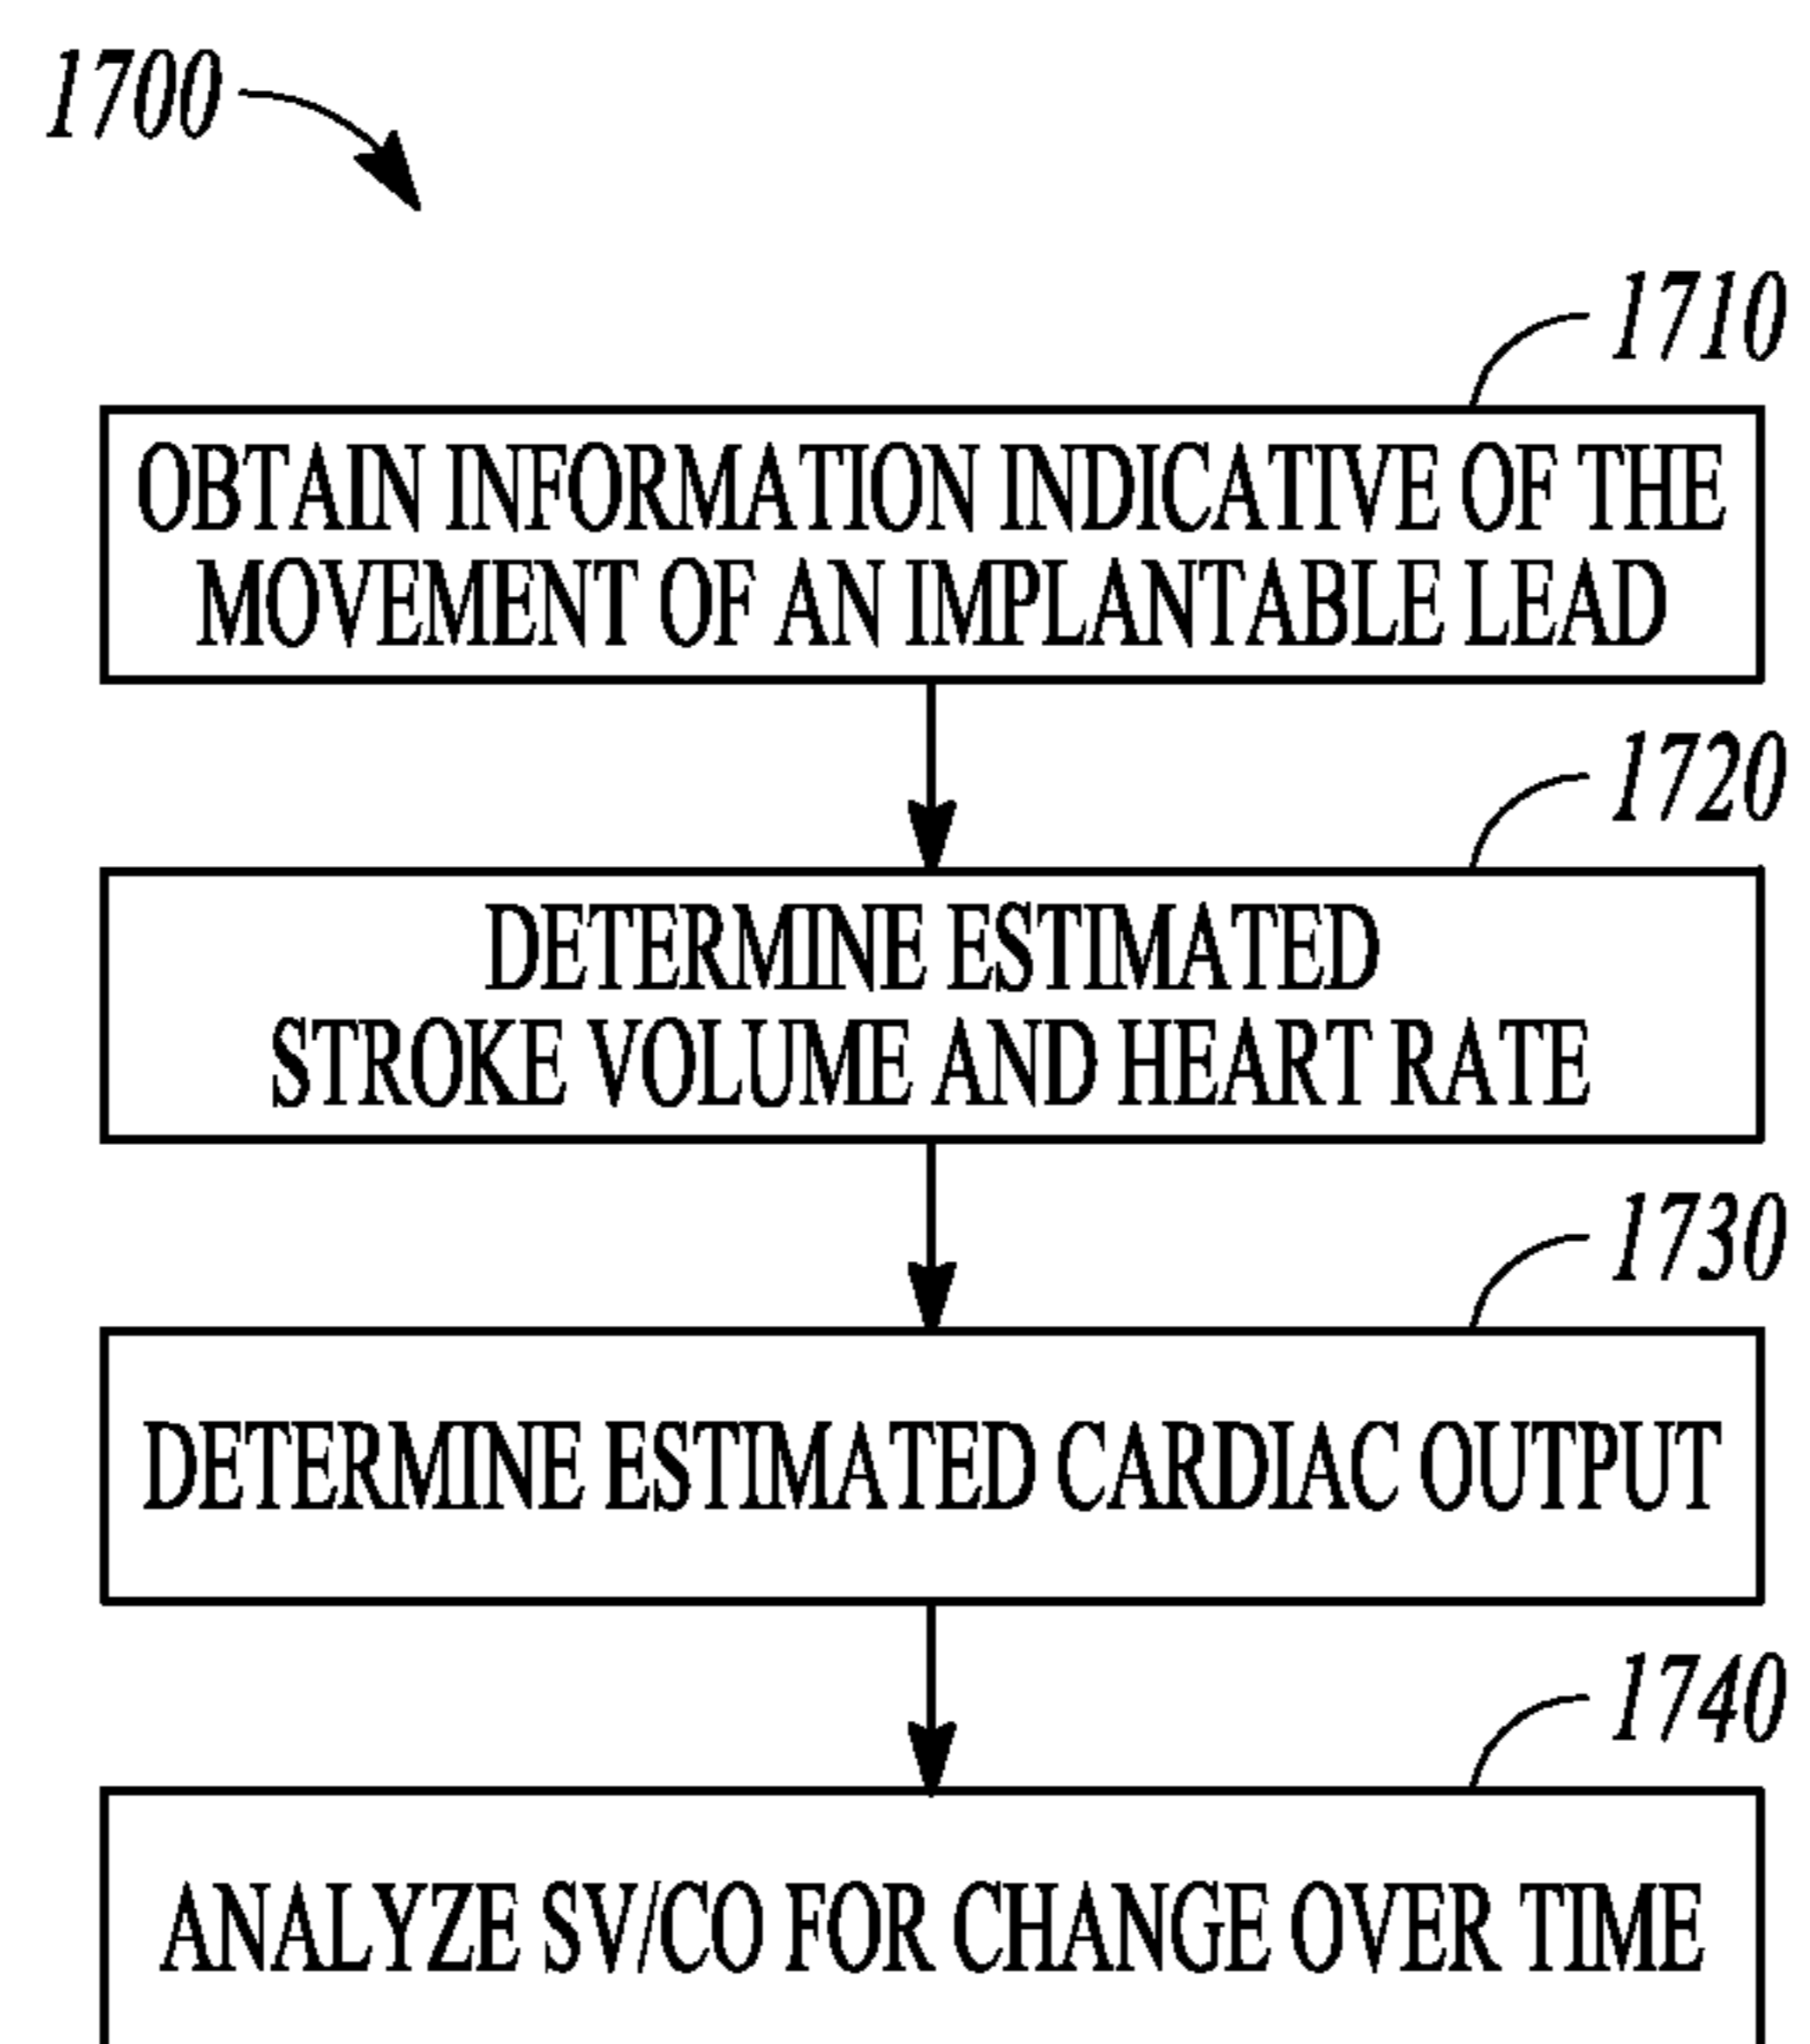 1700
1710
OBTAIN INFORMATION INDICATIVE OF THE
MOVEMENT OF AN IMPLANTABLE LEAD
1720
DETERMINE ESTIMATED
STROKE VOLUME AND HEART RATE
1730
DETERMINE ESTIMATED CARDIAC OUTPUT
1740
ANALYZE SV/CO FOR CHANGE OVER TIME